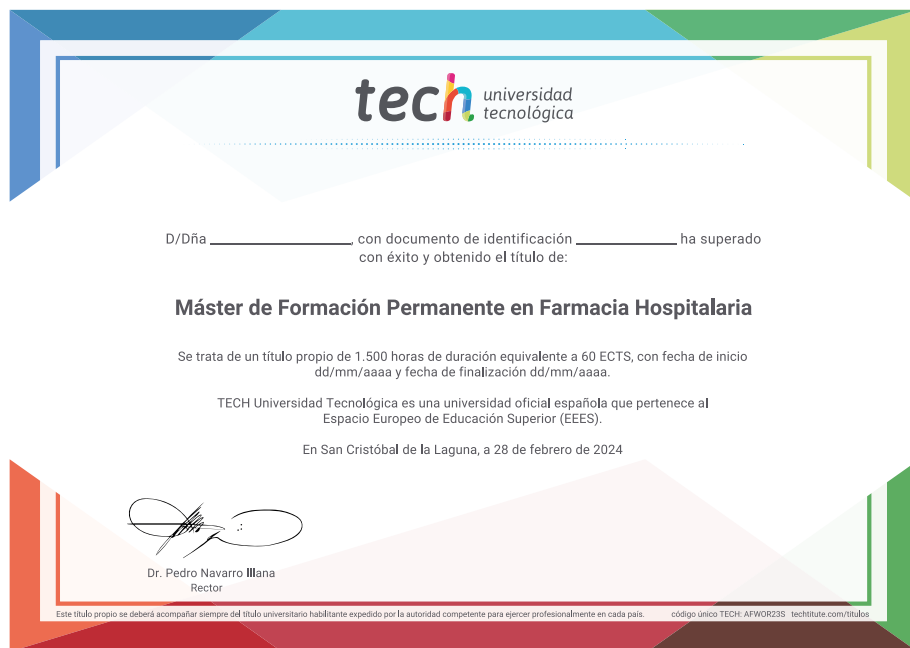 tech universidad
tecnológica
D/Dña ________________, con documento de identificación ____________ ha superado
con éxito y obtenido el título de:
Máster de Formación Permanente en Farmacia Hospitalaria
Se trata de un título propio de 1.500 horas de duración equivalente a 60 ECTS, con fecha de inicio
dd/mm/aaaa y fecha de finalización dd/mm/aaaa.
TECH Universidad Tecnológica es una universidad oficial española que pertenece al
Espacio Europeo de Educación Superior (EEES).
En San Cristóbal de la Laguna, a 28 de febrero de 2024
Dr. Pedro Navarro Illana
Rector
Este título propio se deberá acompañar siempre del título universitario habilitante expedido por la autoridad competente para ejercer profesionalmente en cada país. código único TECH: AFWOR23S techtitute.com/titulos